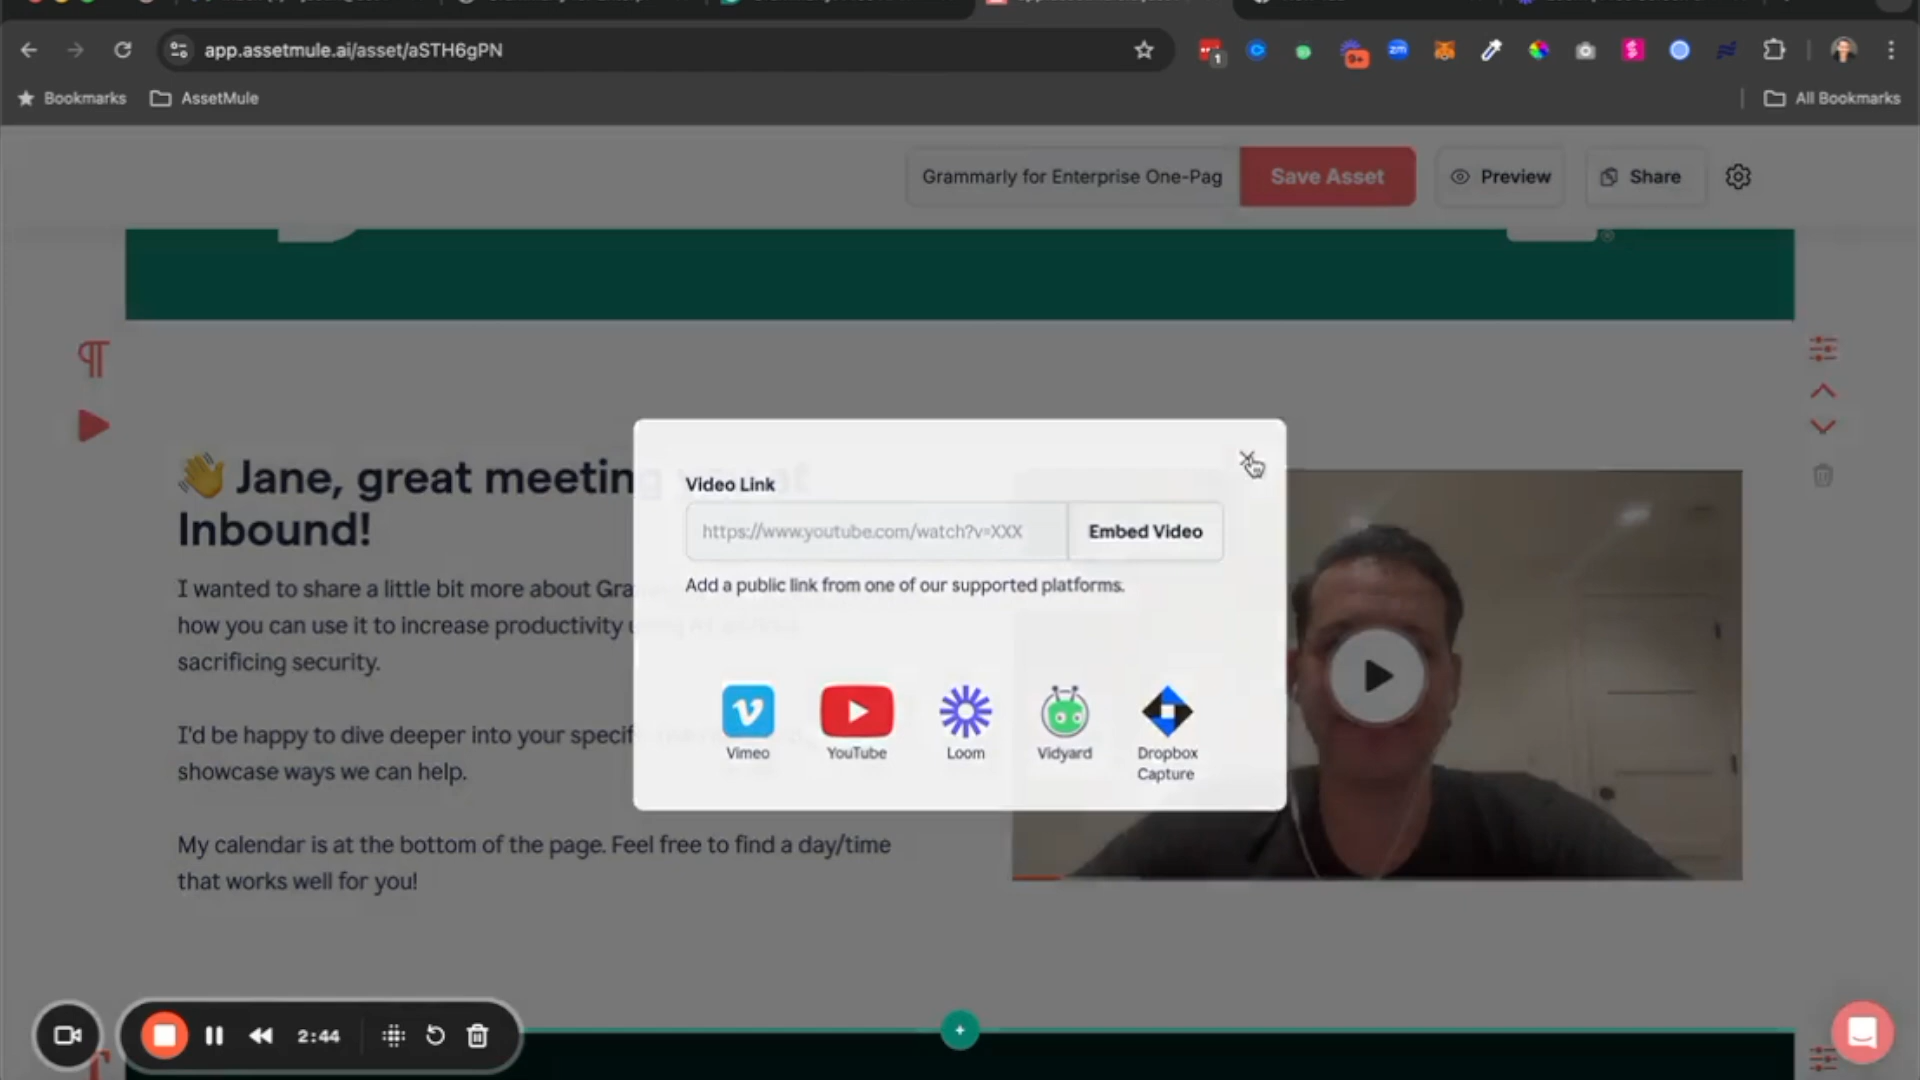 app.assetmule.ai/asset/aSTH6gPN
1
9+
zm
Bookmarks
AssetMule
All Bookmarks
Grammarly for Enterprise One-Pag
Save Asset
Preview
Share
👋 Jane, great meeting
Inbound!
I wanted to share a little bit more about
how you can use it to increase productivity
sacrificing security.
I'd be happy to dive deeper into your
showcase ways we can help.
My calendar is at the bottom of the page. Feel free to find a day/time
that works well for you!
Video Link
https://www.youtube.com/watch?v=XXX
Embed Video
Add a public link from one of our supported platforms.
Vimeo
YouTube
Loom
Vidyard
Dropbox
Capture
2:44